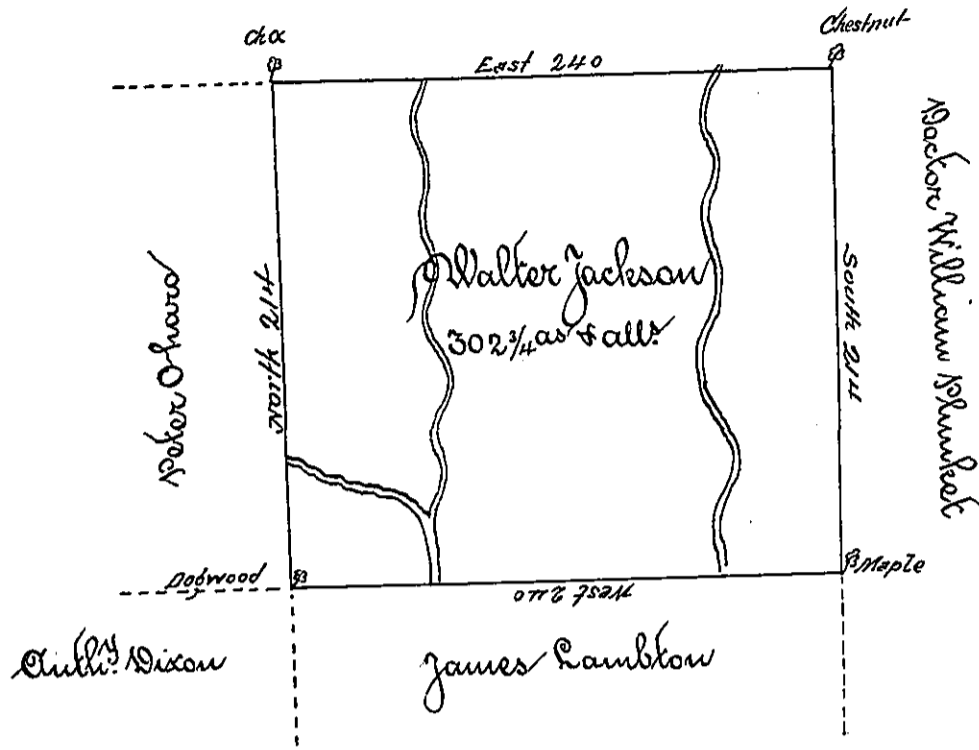 Chestnut
East 240
Doctor William Plunket
Walter Jackson
302 3/4 as & alls
North 214
South 214
Peter Ohara
Dogwood
Maple
West 240
Anthy. Dixon
James Lambton